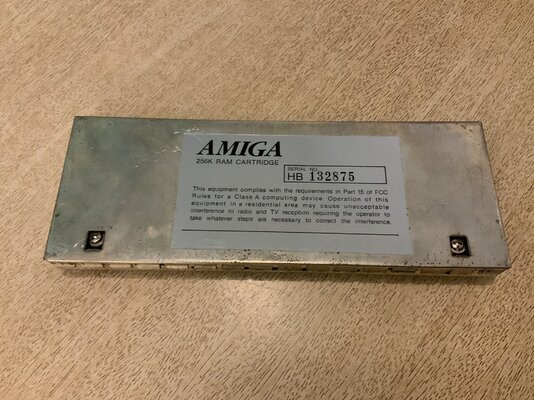 AMIGA
256K RAM CARTRIDGE
SERIAL NO.
HB 132875
This equipment complies with the requirements in Part 15 of FCC
Rules for a Class A computing device. Operation of this
equipment in a residential area may cause unacceptable
interference to radio and TV reception requiring the operator to
take whatever steps are necessary to correct the interference.